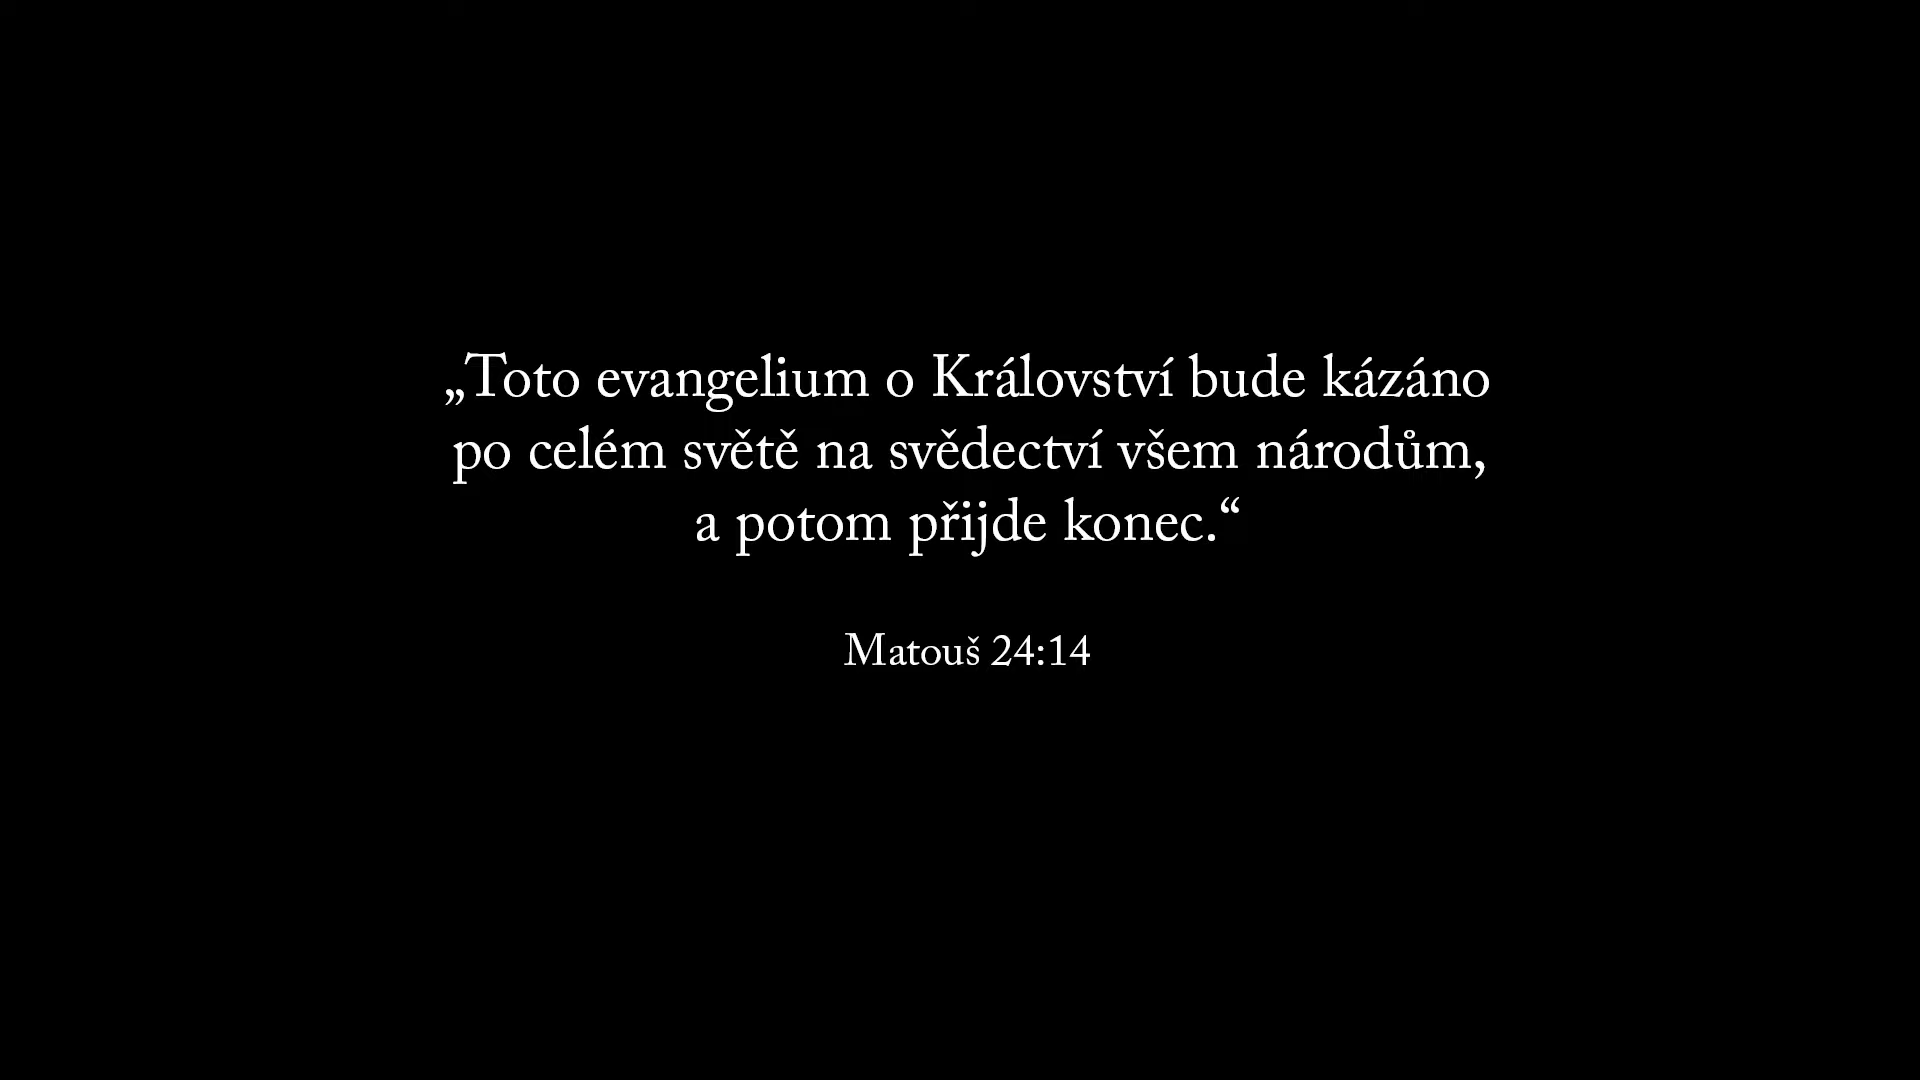 „Toto evangelium o Království bude kázáno
po celém světě na svědectví všem národům,
a potom přijde konec.“
Matouš 24:14